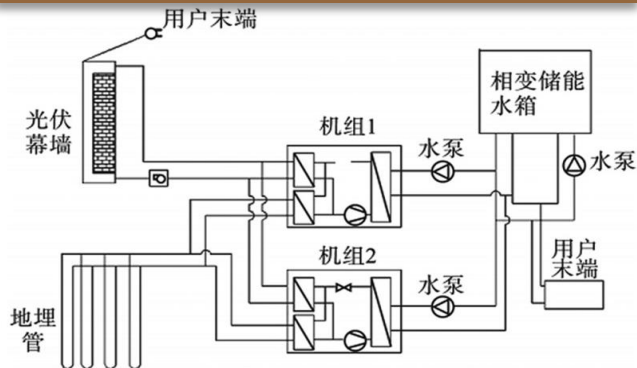 用户末端
光伏
幕墙
机组1
水泵
相变储能
水箱
水泵
机组2
水泵
用户
末端
地埋
管